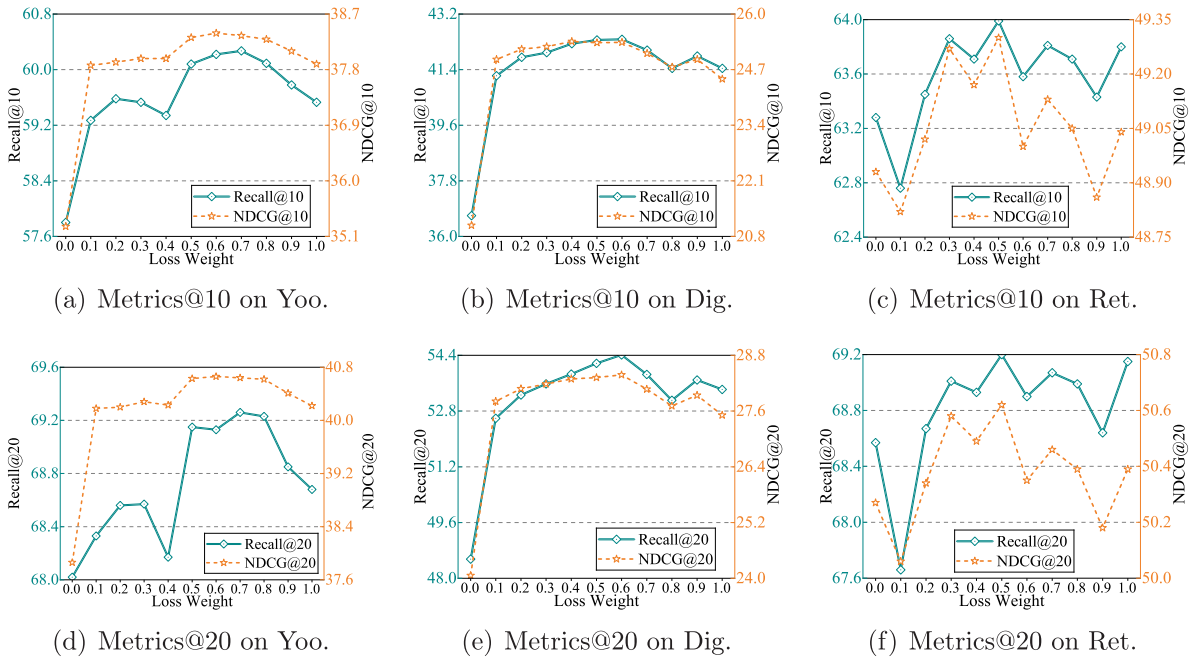 60.8 38.7 43.2 26.0 64.0 49.35
60.0 37.8 41.4 24.7 63.6 49.20
59.2 36.9 39.6 23.4 63.2 49.05
58.4 36.0 37.8 22.1 62.8 48.90
57.6 35.1 36.0 20.8 62.4 48.75
Recall@10 NDCG@10 Recall@10 NDCG@10 Recall@10 NDCG@10
Recall@10 Recall@10 Recall@10
NDCG@10 NDCG@10 NDCG@10
0.0 0.1 0.2 0.3 0.4 0.5 0.6 0.7 0.8 0.9 1.0 0.0 0.1 0.2 0.3 0.4 0.5 0.6 0.7 0.8 0.9 1.0 0.0 0.1 0.2 0.3 0.4 0.5 0.6 0.7 0.8 0.9 1.0
Loss Weight Loss Weight Loss Weight
(a) Metrics@10 on Yoo. (b) Metrics@10 on Dig. (c) Metrics@10 on Ret.
69.6 40.8 54.4 28.8 69.2 50.8
69.2 40.0 52.8 27.6 68.8 50.6
68.8 39.2 51.2 26.4 68.4 50.4
68.4 38.4 49.6 25.2 68.0 50.2
68.0 37.6 48.0 24.0 67.6 50.0
Recall@20 NDCG@20 Recall@20 NDCG@20 Recall@20 NDCG@20
Recall@20 Recall@20 Recall@20
NDCG@20 NDCG@20 NDCG@20
0.0 0.1 0.2 0.3 0.4 0.5 0.6 0.7 0.8 0.9 1.0 0.0 0.1 0.2 0.3 0.4 0.5 0.6 0.7 0.8 0.9 1.0 0.0 0.1 0.2 0.3 0.4 0.5 0.6 0.7 0.8 0.9 1.0
Loss Weight Loss Weight Loss Weight
(d) Metrics@20 on Yoo. (e) Metrics@20 on Dig. (f) Metrics@20 on Ret.